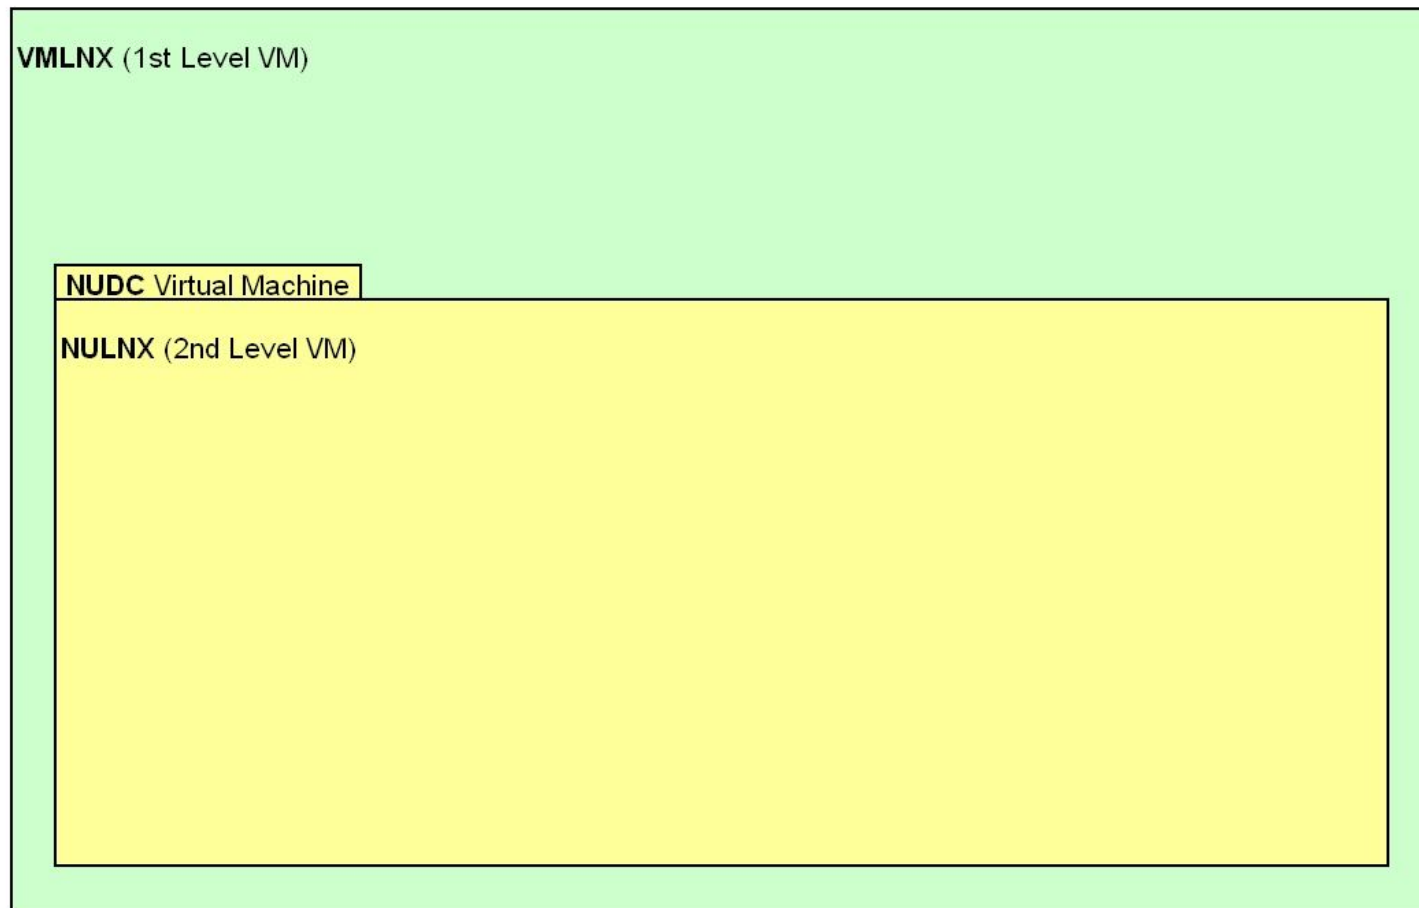 VMLNX (1st Level VM)
NUDC Virtual Machine
NULNX (2nd Level VM)